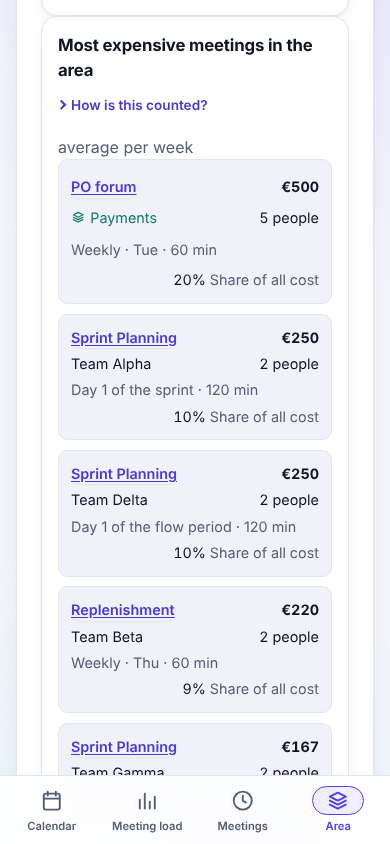 Most expensive meetings in the
area
How is this counted?
average per week
PO forum €500
Payments 5 people
Weekly · Tue · 60 min
20% Share of all cost
Sprint Planning €250
Team Alpha 2 people
Day 1 of the sprint · 120 min
10% Share of all cost
Sprint Planning €250
Team Delta 2 people
Day 1 of the flow period · 120 min
10% Share of all cost
Replenishment €220
Team Beta 2 people
Weekly · Thu · 60 min
9% Share of all cost
Sprint Planning €167
Team Gamma 2 people
Calendar Meeting load Meetings Area